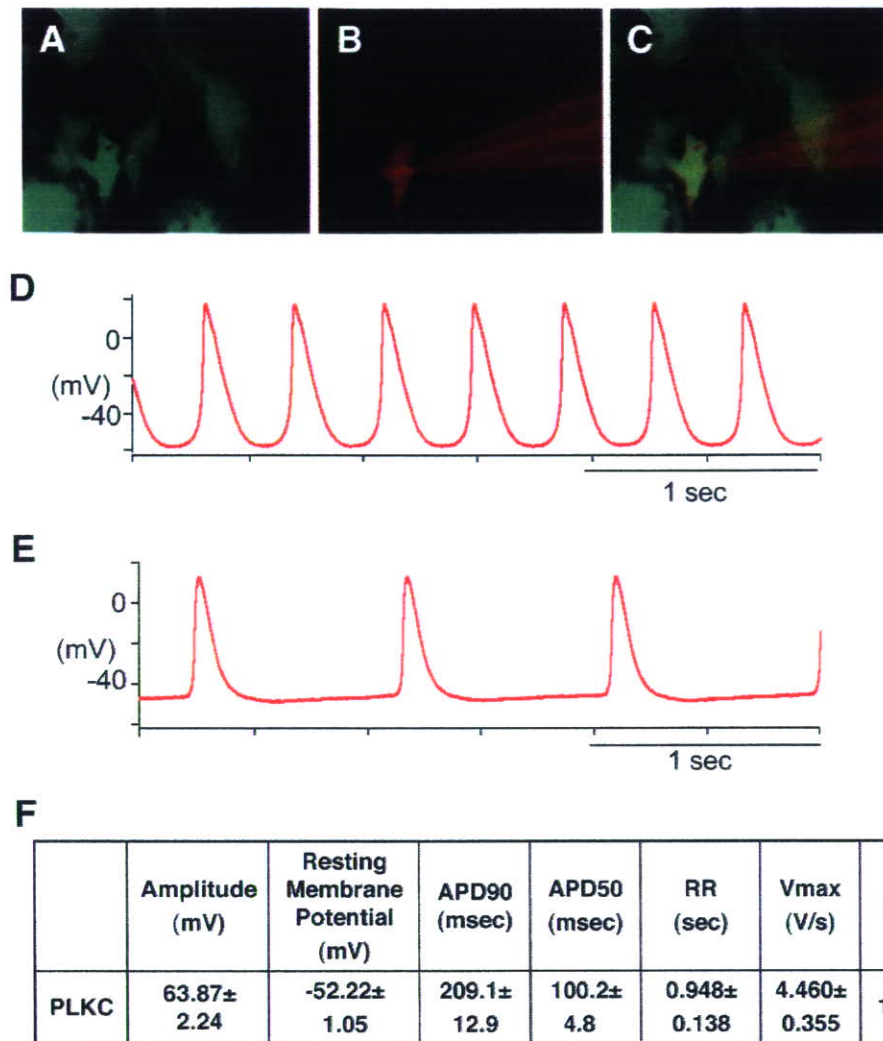 A B C
D
0
(mV)
-40
1 sec
E
0
(mV)
-40
1 sec
F
Amplitude (mV) Resting Membrane Potential (mV) APD90 (msec) APD50 (msec) RR (sec) Vmax (V/s)
PLKC 63.87± 2.24 -52.22± 1.05 209.1± 12.9 100.2± 4.8 0.948± 0.138 4.460± 0.355